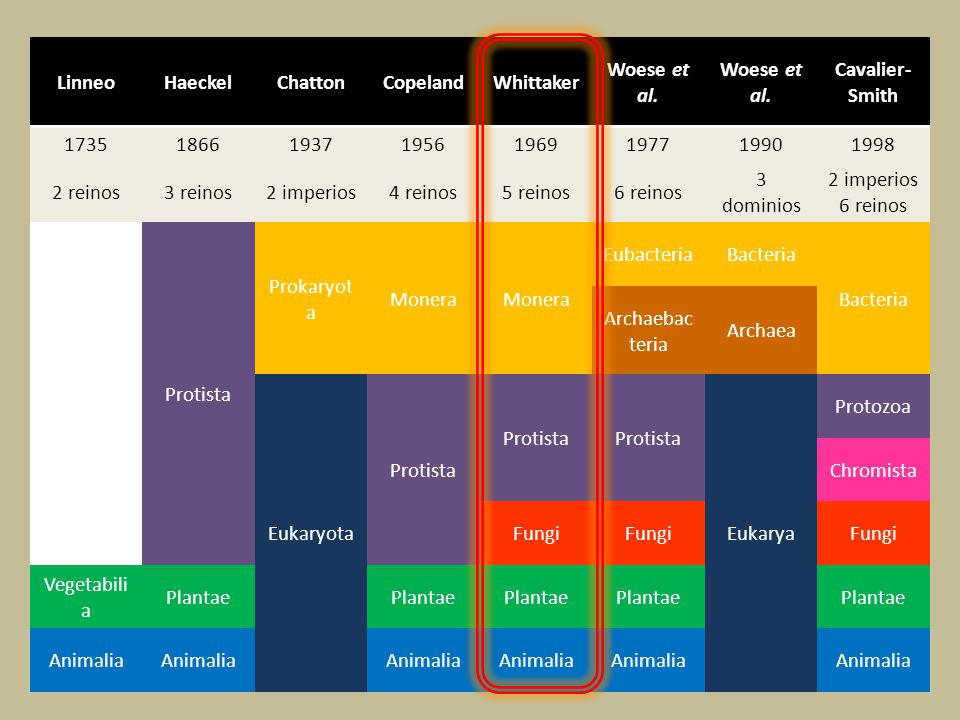 Linneo
Haeckel
Chatton
Copeland
Whittaker
Woese et
al.
Woese et
al.
Cavalier-
Smith
1735
1866
1937
1956
1969
1977
1990
1998
2 reinos
3 reinos
2 imperios
4 reinos
5 reinos
6 reinos
3
dominios
2 imperios
6 reinos
Protista
Prokaryot
a
Monera
Monera
Eubacteria
Bacteria
Bacteria
Archaebac
teria
Archaea
Eukaryota
Protista
Protista
Protista
Eukarya
Protozoa
Chromista
Fungi
Fungi
Fungi
Vegetabili
a
Plantae
Plantae
Plantae
Plantae
Plantae
Animalia
Animalia
Animalia
Animalia
Animalia
Animalia